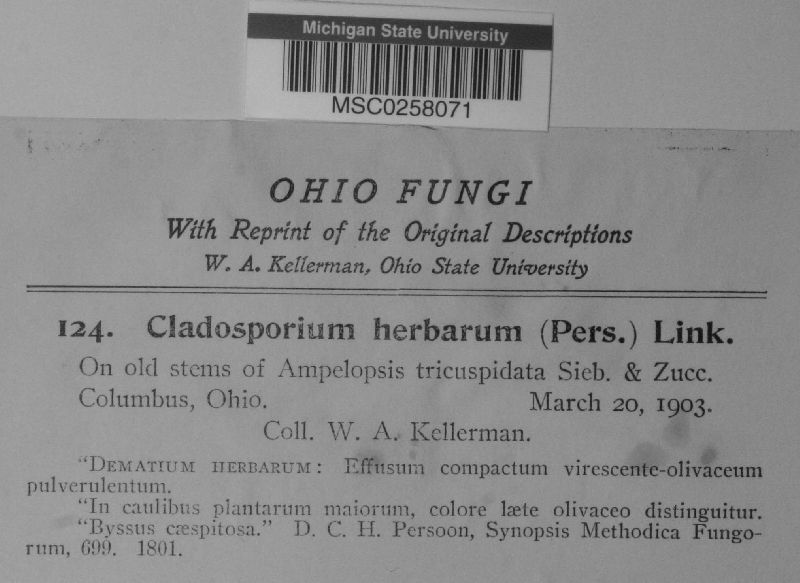 Michigan State University
MSC0258071
OHIO FUNGI
With Reprint of the Original Descriptions
W. A. Kellerman, Ohio State University
124. Cladosporium herbarum (Pers.) Link.
On old stems of Ampelopsis tricuspidata Sieb. & Zucc.
Columbus, Ohio. March 20, 1903.
Coll. W. A. Kellerman.
"DEMATIUM HERBARUM: Effusum compactum virescente-olivaceum
pulverulentum.
"In caulibus plantarum maiorum, colore læte olivaceo distinguitur.
"Byssus cæspitosa." D. C. H. Persoon, Synopsis Methodica Fungo-
rum, 699. 1801.